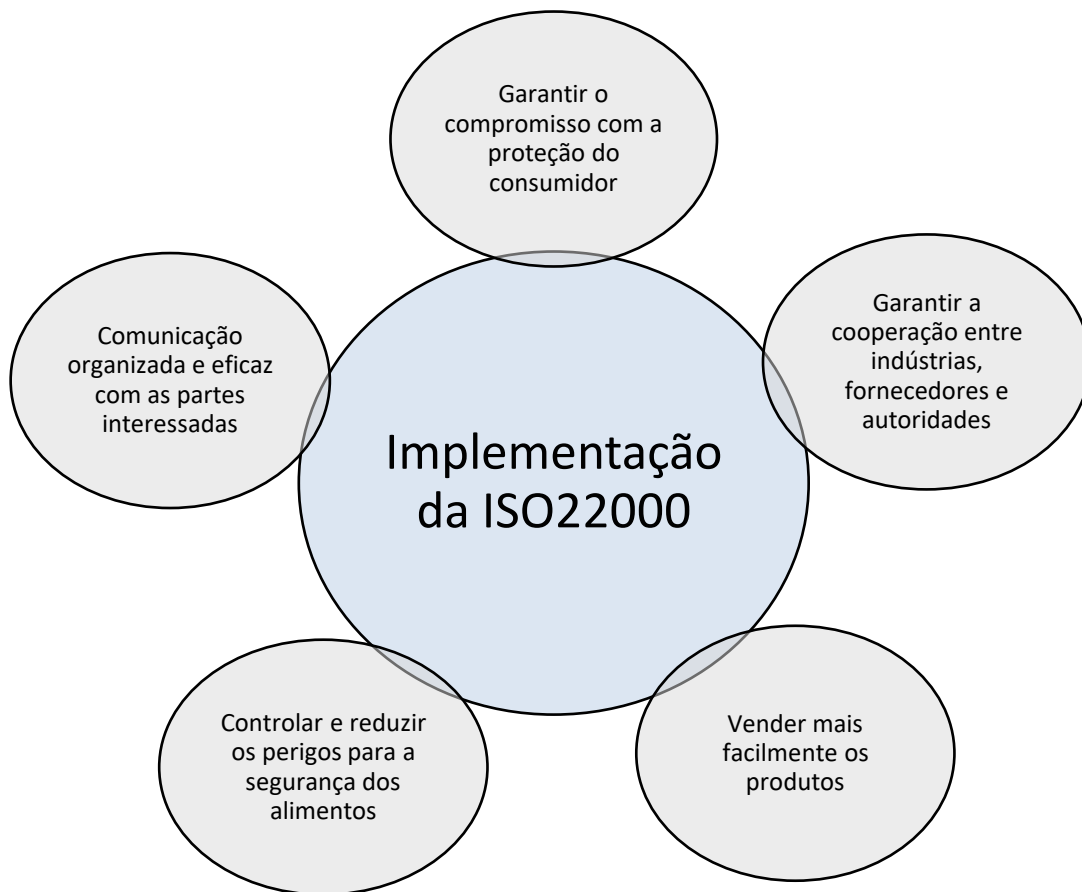 Garantir o
compromisso com a
proteção do
consumidor
Garantir a
cooperação entre
indústrias,
fornecedores e
autoridades
Comunicação
organizada e eficaz
com as partes
interessadas
Implementação
da ISO22000
Controlar e reduzir
os perigos para a
segurança dos
alimentos
Vender mais
facilmente os
produtos